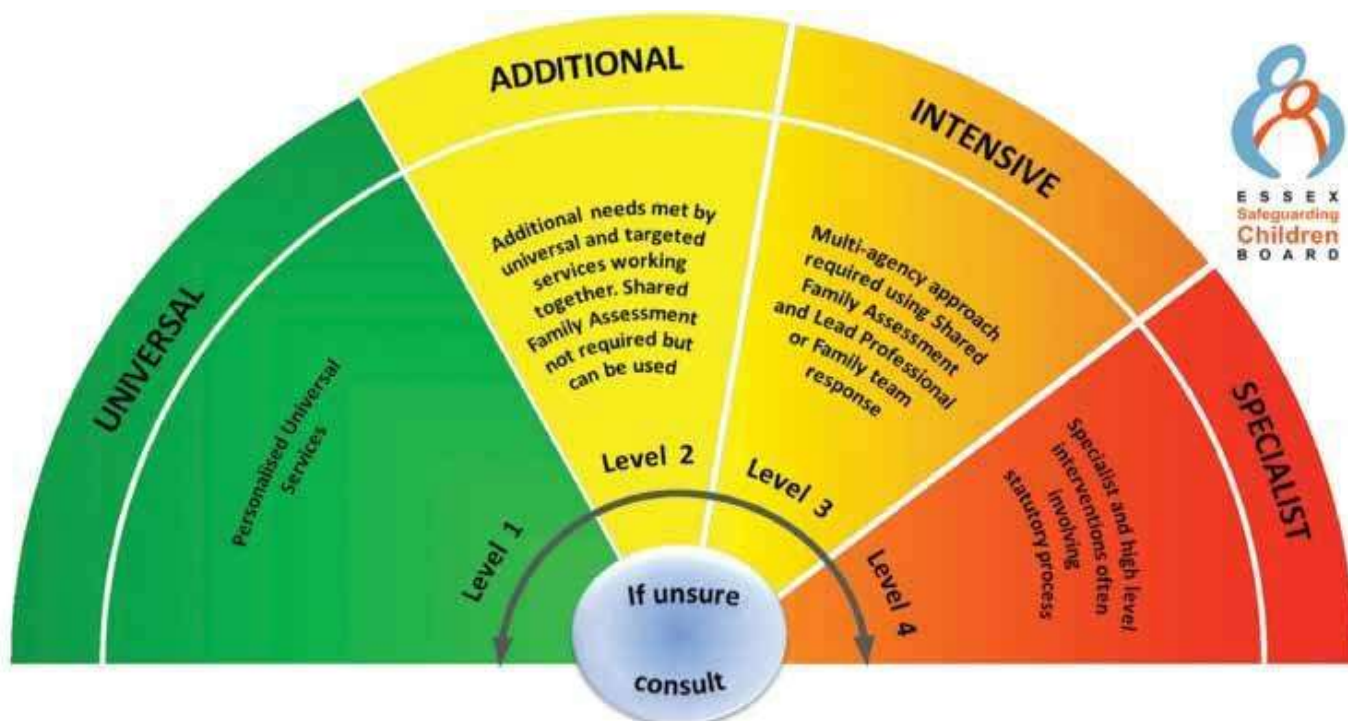 UNIVERSAL
Personalised Universal
Services
Level 1
ADDITIONAL
Additional needs met by
universal and targeted
services working
together. Shared
Family Assessment
not required but
can be used
Level 2
INTENSIVE
Multi-agency approach
required using Shared
Family Assessment
and Lead Professional
or Family team
response
Level 3
SPECIALIST
Specialist and high level
interventions often
involving
statutory process
Level 4
If unsure
consult
ESSEX
Safeguarding
Children
BOARD